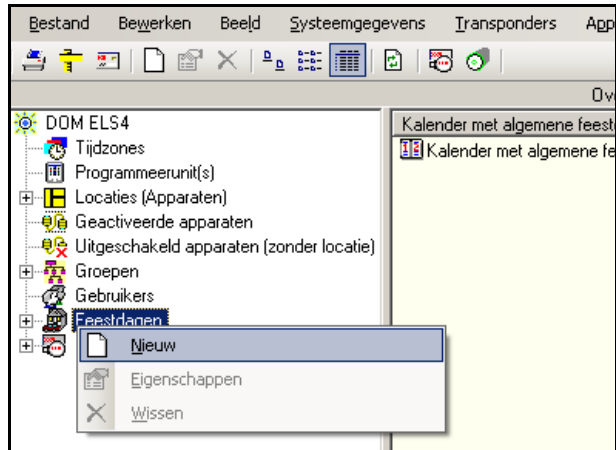 Bestand Bewerken Beeld Systeemgegevens Transponders App
Ov
DOM ELS4
Tijdzones
Programmeerunit(s)
Locaties (Apparaten)
Geactiveerde apparaten
Uitgeschakeld apparaten (zonder locatie)
Groepen
Gebruikers
Feestdagen
Nieuw
Eigenschappen
Wissen
Kalender met algemene feest
Kalender met algemene fe